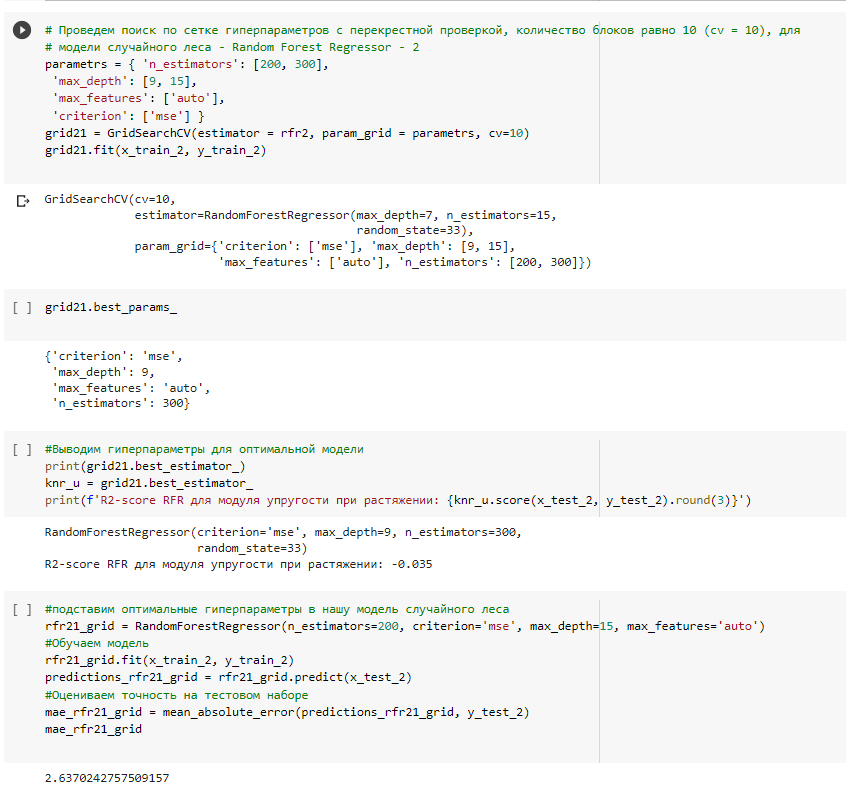 # Проведем поиск по сетке гиперпараметров с перекрестной проверкой, количество блоков равно 10 (cv = 10), для
# модели случайного леса - Random Forest Regressor - 2
parametrs = { 'n_estimators': [200, 300],
'max_depth': [9, 15],
'max_features': ['auto'],
'criterion': ['mse'] }
grid21 = GridSearchCV(estimator = rfr2, param_grid = parametrs, cv=10)
grid21.fit(x_train_2, y_train_2)
GridSearchCV(cv=10,
estimator=RandomForestRegressor(max_depth=7, n_estimators=15,
random_state=33),
param_grid={'criterion': ['mse'], 'max_depth': [9, 15],
'max_features': ['auto'], 'n_estimators': [200, 300]})
[ ] grid21.best_params_
{'criterion': 'mse',
'max_depth': 9,
'max_features': 'auto',
'n_estimators': 300}
[ ] #Выводим гиперпараметры для оптимальной модели
print(grid21.best_estimator_)
knr_u = grid21.best_estimator_
print(f'R2-score RFR для модуля упругости при растяжении: {knr_u.score(x_test_2, y_test_2).round(3)}')
RandomForestRegressor(criterion='mse', max_depth=9, n_estimators=300,
random_state=33)
R2-score RFR для модуля упругости при растяжении: -0.035
[ ] #подставим оптимальные гиперпараметры в нашу модель случайного леса
rfr21_grid = RandomForestRegressor(n_estimators=200, criterion='mse', max_depth=15, max_features='auto')
#Обучаем модель
rfr21_grid.fit(x_train_2, y_train_2)
predictions_rfr21_grid = rfr21_grid.predict(x_test_2)
#Оцениваем точность на тестовом наборе
mae_rfr21_grid = mean_absolute_error(predictions_rfr21_grid, y_test_2)
mae_rfr21_grid
2.6370242757509157